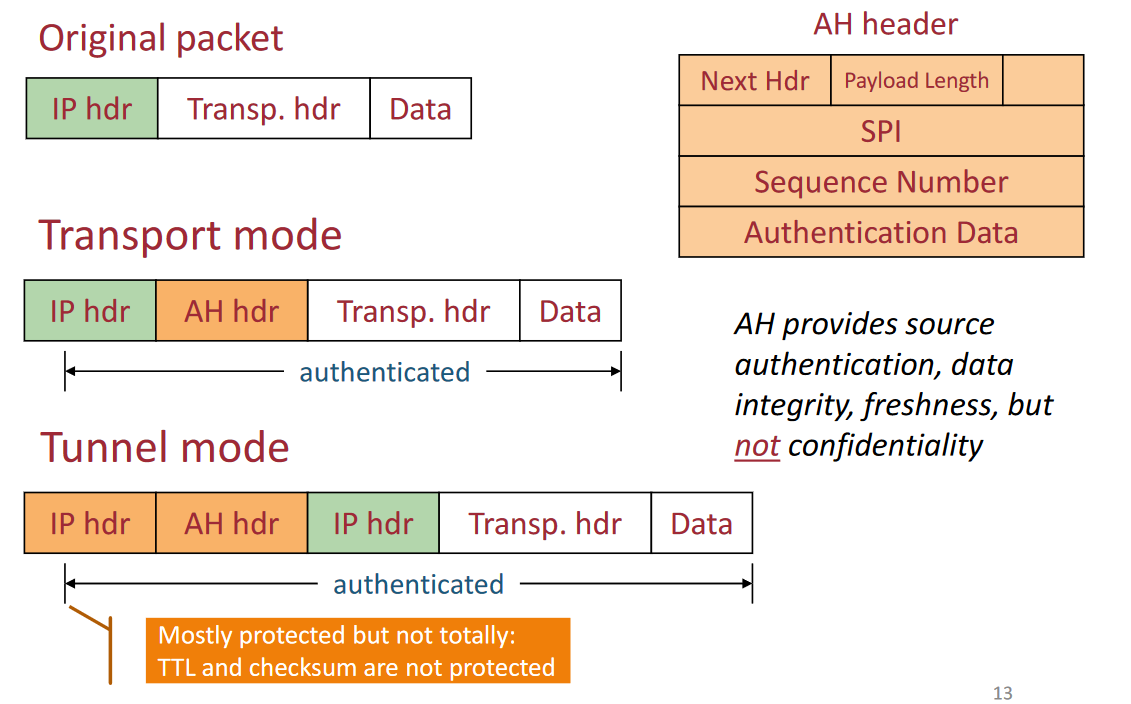 Original packet
IP hdr
Transp. hdr
Data
Transport mode
IP hdr
AH hdr
Transp. hdr
Data
authenticated
Tunnel mode
IP hdr
AH hdr
IP hdr
Transp. hdr
Data
authenticated
Mostly protected but not totally:
TTL and checksum are not protected
AH header
Next Hdr
Payload Length
SPI
Sequence Number
Authentication Data
AH provides source
authentication, data
integrity, freshness, but
not confidentiality
13